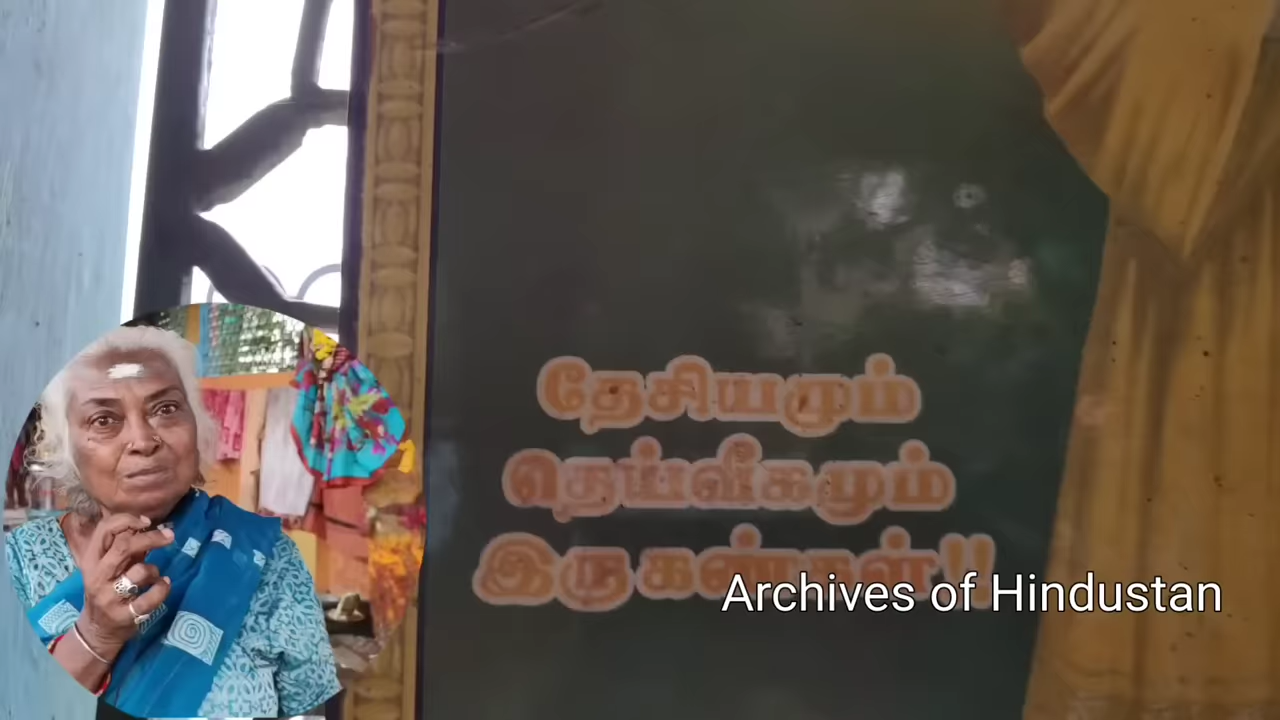 தேசியமும்
தெய்வீகமும்
இரு கண்கள்!!
Archives of Hindustan